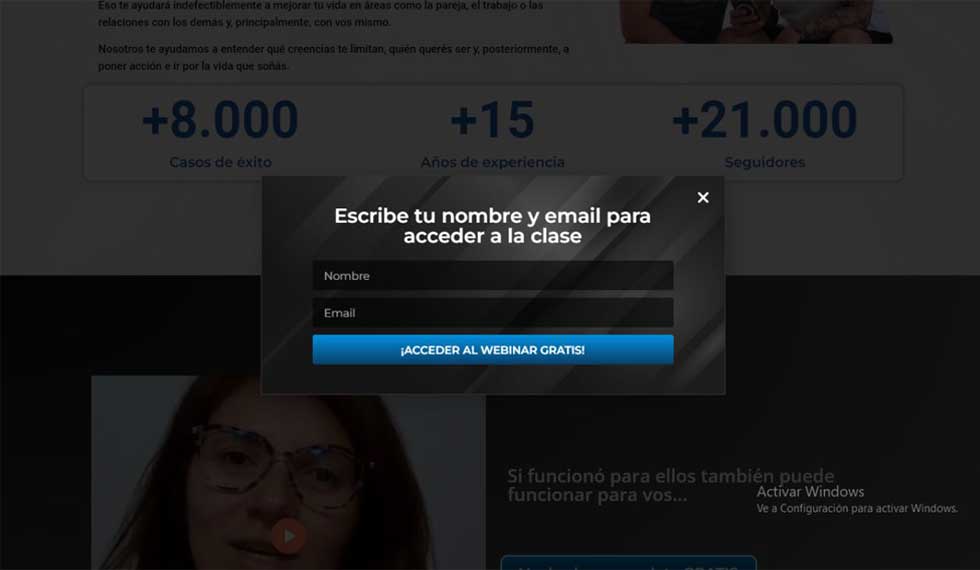 Eso te ayudará indefectiblemente a mejorar tu vida en áreas como la pareja, el trabajo o las
relaciones con los demás y, principalmente, con vos mismo.
Nosotros te ayudamos a entender qué creencias te limitan, quién querés ser y, posteriormente, a
poner acción e ir por la vida que soñás.
+8.000
+15
+21.000
Casos de éxito
Años de experiencia
Seguidores
Escribe tu nombre y email para
acceder a la clase
Nombre
Email
¡ACCEDER AL WEBINAR GRATIS!
Si funcionó para ellos también puede
funcionar para vos...
Activar Windows
Ve a Configuración para activar Windows.